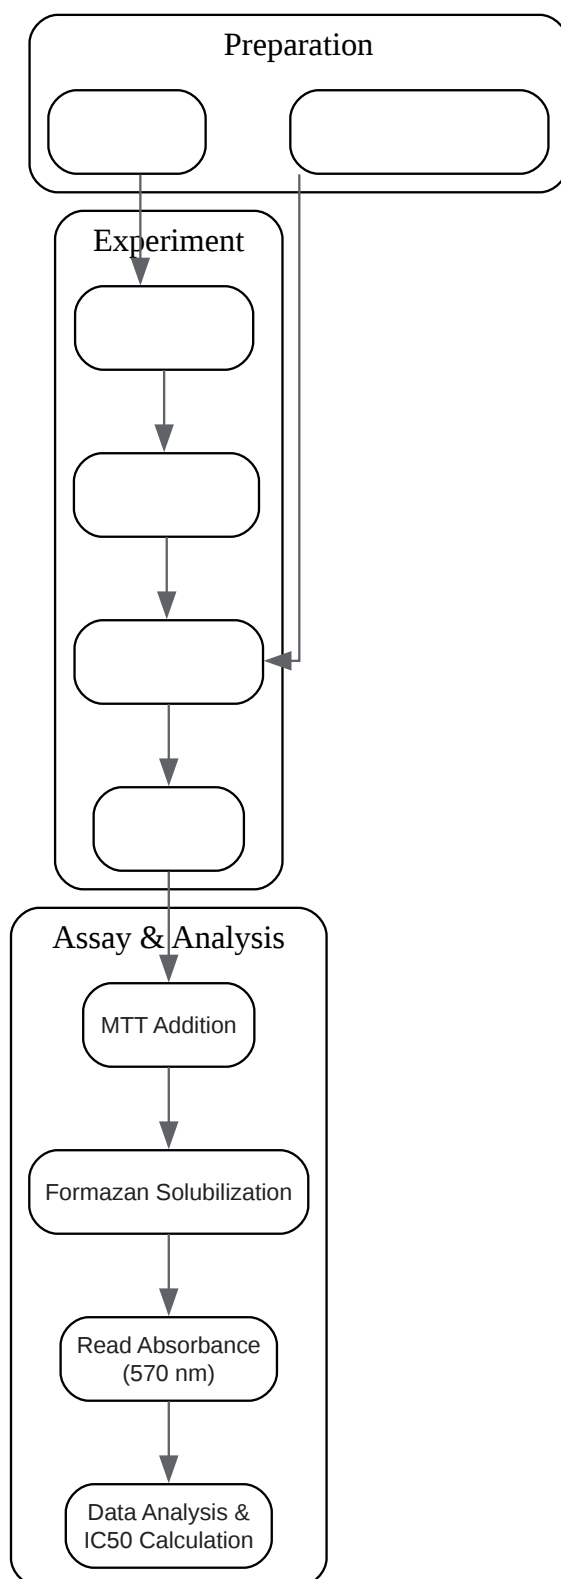 Preparation
Experiment
Assay & Analysis
MTT Addition
Formazan Solubilization
Read Absorbance
(570 nm)
Data Analysis &
IC50 Calculation